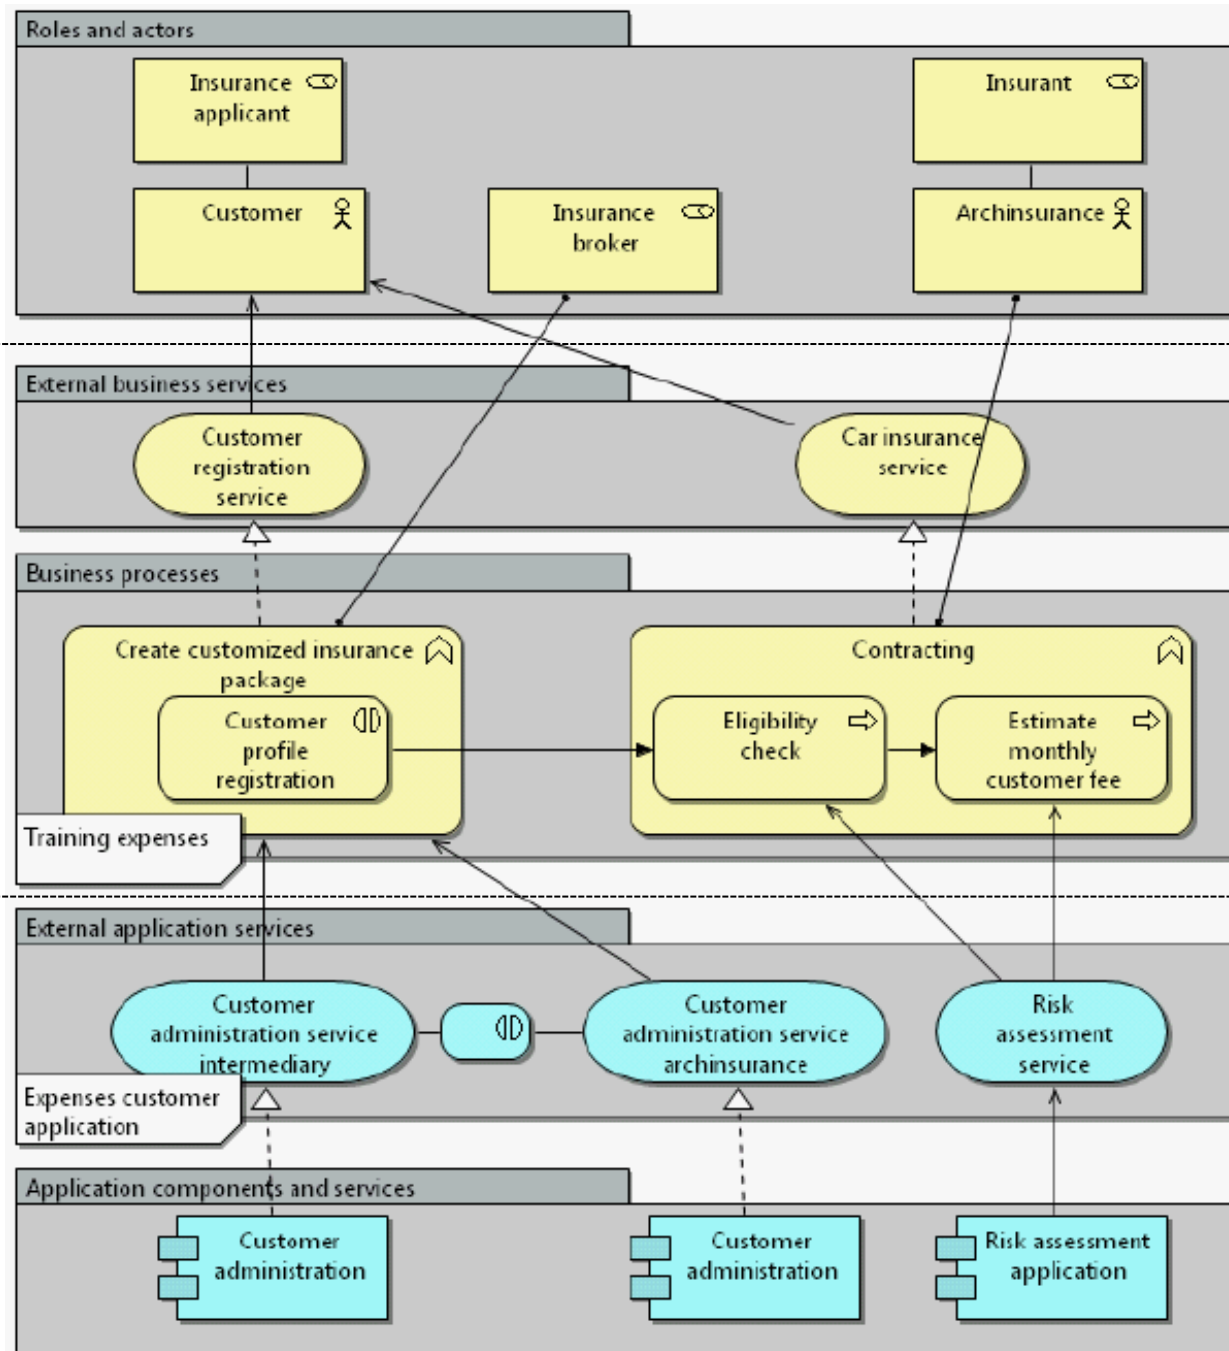 Roles and actors
Insurance
applicant
Insurant
Customer
Insurance
broker
Archinsurance
External business services
Customer
registration
service
Car insurance
service
Business processes
Create customized insurance
package
Customer
profile
registration
Contracting
Eligibility
check
Estimate
monthly
customer fee
Training expenses
External application services
Customer
administration service
intermediary
Customer
administration service
archinsurance
Risk
assessment
service
Expenses customer
application
Application components and services
Customer
administration
Customer
administration
Risk assessment
application